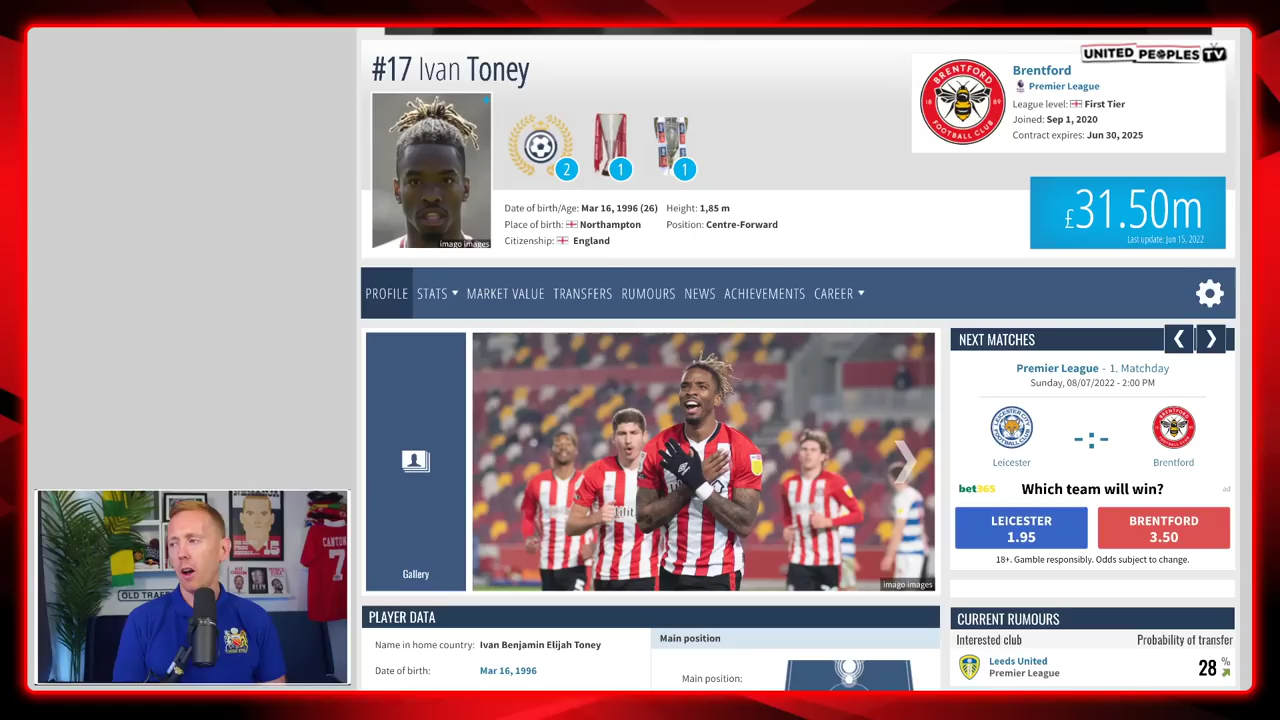 UNITED PEOPLES TV
#17 Ivan Toney
imago images
2
1
1
Date of birth/Age: Mar 16, 1996 (26)
Place of birth: Northampton
Citizenship: England
Height: 1,85 m
Position: Centre-Forward
18 89
BRENTFORD
FOOTBALL CLUB
Brentford
Premier League
League level: First Tier
Joined: Sep 1, 2020
Contract expires: Jun 30, 2025
£31.50m
Last update: Jun 15, 2022
PROFILE STATS MARKET VALUE TRANSFERS RUMOURS NEWS ACHIEVEMENTS CAREER
Gallery
imago images
NEXT MATCHES
Premier League - 1. Matchday
Sunday, 08/07/2022 - 2:00 PM
- : -
Leicester
Brentford
bet365 Which team will win? ad
LEICESTER
1.95
BRENTFORD
3.50
18+. Gamble responsibly. Odds subject to change.
PLAYER DATA
Name in home country: Ivan Benjamin Elijah Toney
Date of birth: Mar 16, 1996
Main position
Main position:
CURRENT RUMOURS
Interested club Probability of transfer
Leeds United
Premier League
28 %
CANTON
7
OLD TRAF